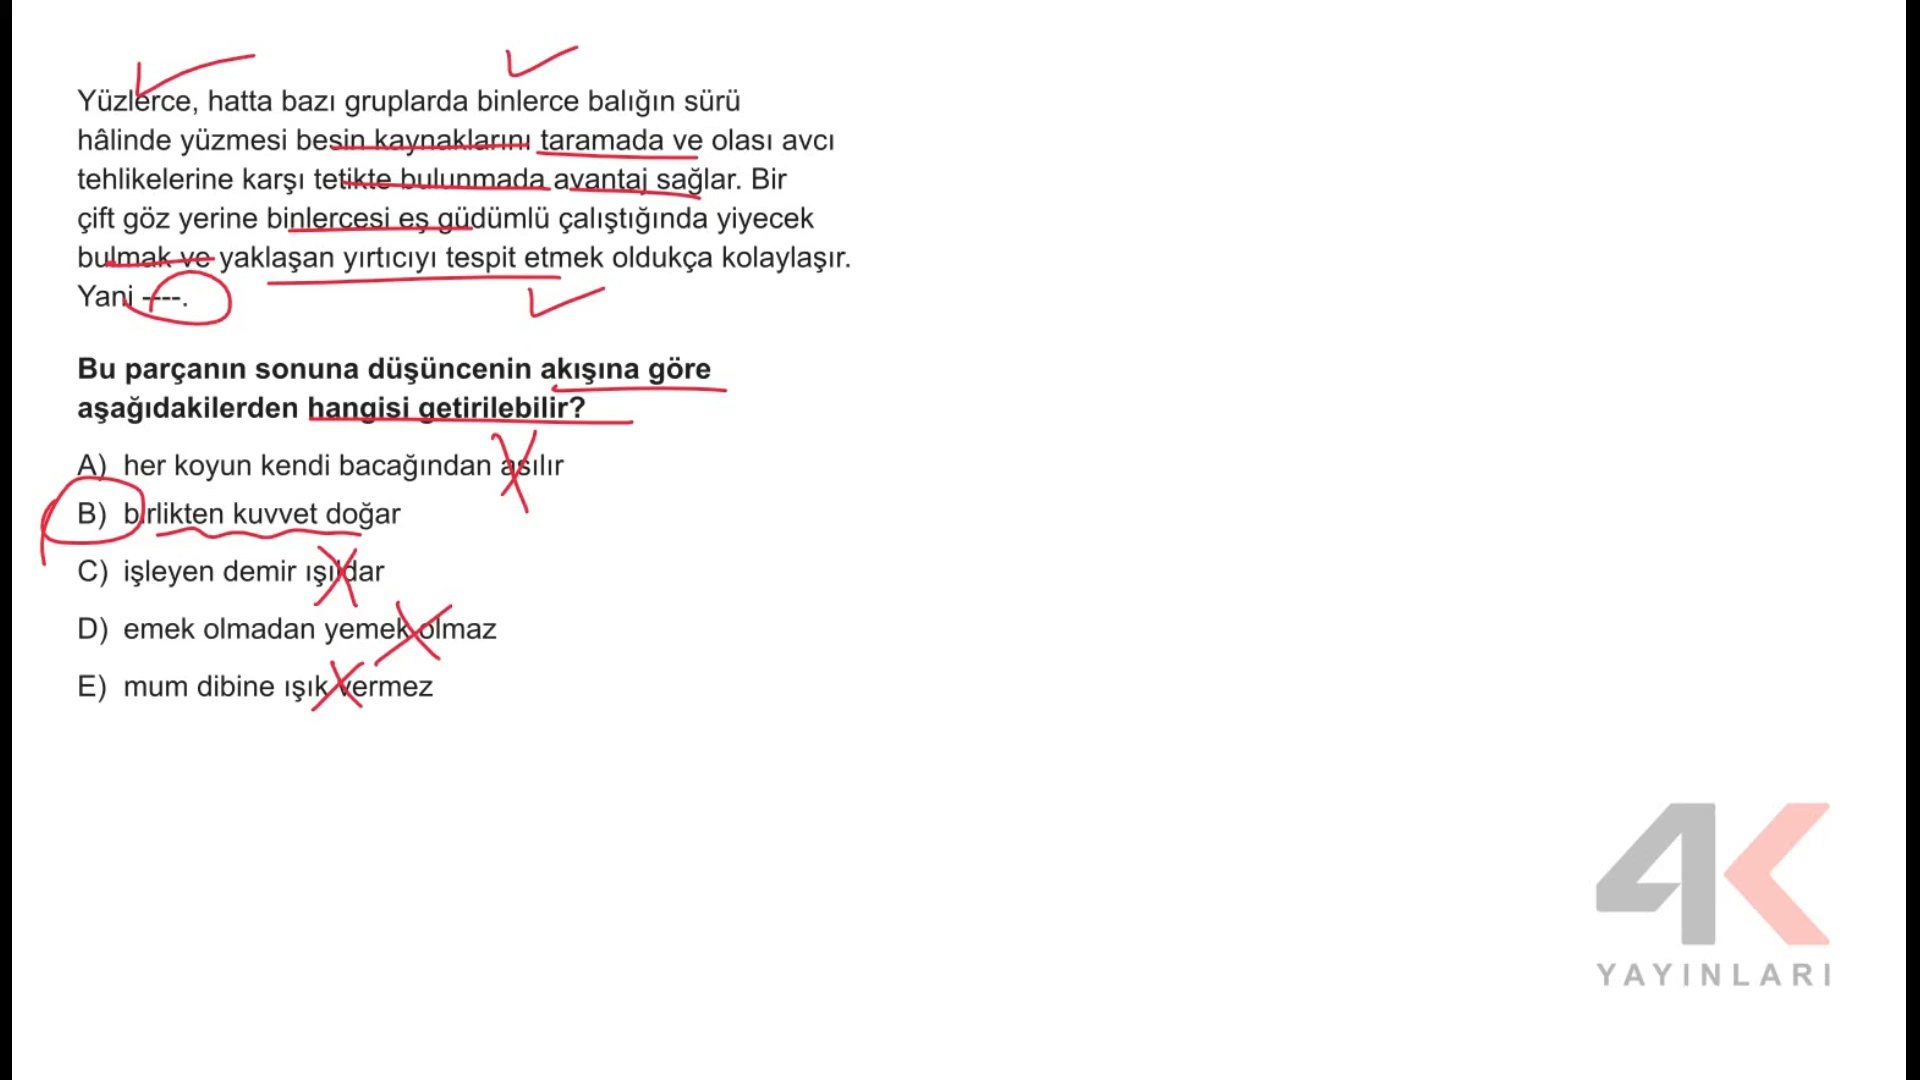 Yüzlerce, hatta bazı gruplarda binlerce balığın sürü
hâlinde yüzmesi besin kaynaklarını taramada ve olası avcı
tehlikelerine karşı tetikte bulunmada avantaj sağlar. Bir
çift göz yerine binlercesi eş güdümlü çalıştığında yiyecek
bulmak ve yaklaşan yırtıcıyı tespit etmek oldukça kolaylaşır.
Yani ----.
Bu parçanın sonuna düşüncenin akışına göre
aşağıdakilerden hangisi getirilebilir?
A) her koyun kendi bacağından asılır
B) birlikten kuvvet doğar
C) işleyen demir ışıldar
D) emek olmadan yemek olmaz
E) mum dibine ışık vermez
4K
YAYINLARI